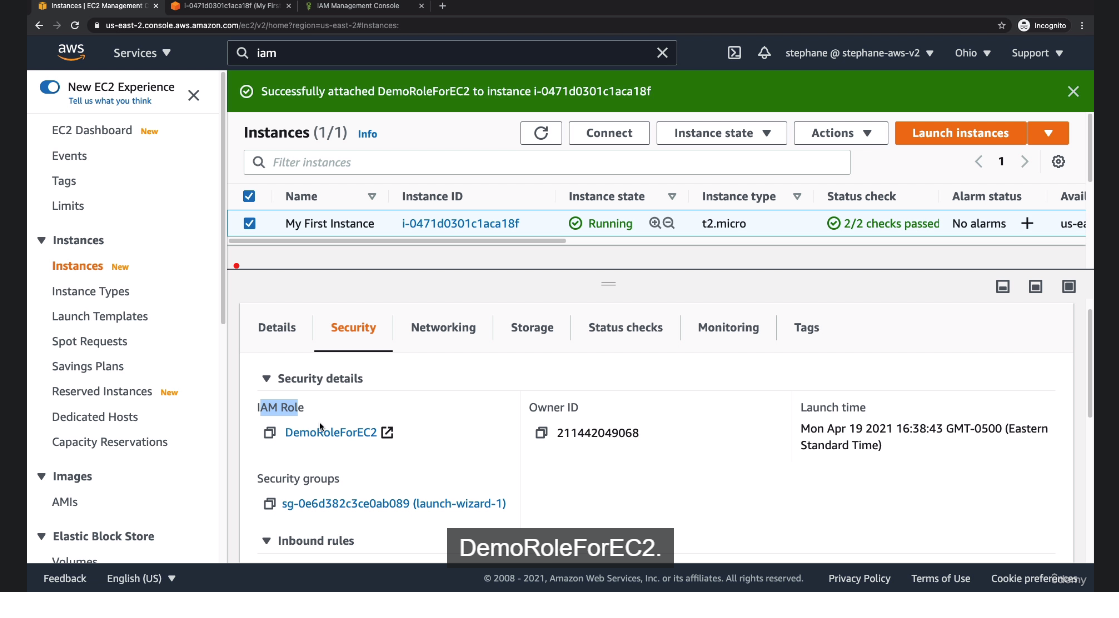 Instances | EC2 Management C
i-0471d0301c1aca18f (My Firs
IAM Management Console
us-east-2.console.aws.amazon.com/ec2/v2/home?region=us-east-2#Instances:
Incognito
aws
Services
iam
stephane @ stephane-aws-v2
Ohio
Support
New EC2 Experience
Tell us what you think
Successfully attached DemoRoleForEC2 to instance i-0471d0301c1aca18f
EC2 Dashboard New
Events
Tags
Limits
Instances
Instances New
Instance Types
Launch Templates
Spot Requests
Savings Plans
Reserved Instances New
Dedicated Hosts
Capacity Reservations
Images
AMIs
Elastic Block Store
Volumes
Instances (1/1) Info
Connect
Instance state
Actions
Launch instances
Filter instances
1
Name
Instance ID
Instance state
Instance type
Status check
Alarm status
Avail
My First Instance
i-0471d0301c1aca18f
Running
t2.micro
2/2 checks passed
No alarms
us-ea
Details
Security
Networking
Storage
Status checks
Monitoring
Tags
Security details
IAM Role
DemoRoleForEC2
Owner ID
211442049068
Launch time
Mon Apr 19 2021 16:38:43 GMT-0500 (Eastern
Standard Time)
Security groups
sg-0e6d382c3ce0ab089 (launch-wizard-1)
Inbound rules
DemoRoleForEC2.
Feedback
English (US)
© 2008 - 2021, Amazon Web Services, Inc. or its affiliates. All rights reserved.
Privacy Policy
Terms of Use
Cookie preferences
Udemy